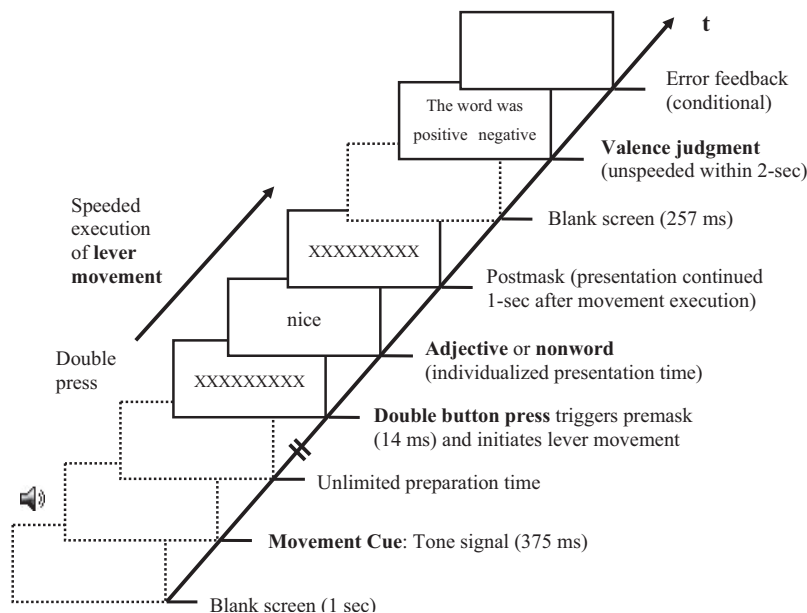 t
Error feedback
(conditional)
The word was
positive negative
Valence judgment
(unspeeded within 2-sec)
Blank screen (257 ms)
Speeded
execution
of lever
movement
XXXXXXXXX
Postmask (presentation continued
1-sec after movement execution)
nice
Adjective or nonword
(individualized presentation time)
Double
press
XXXXXXXXX
Double button press triggers premask
(14 ms) and initiates lever movement
Unlimited preparation time
Movement Cue: Tone signal (375 ms)
Blank screen (1 sec)